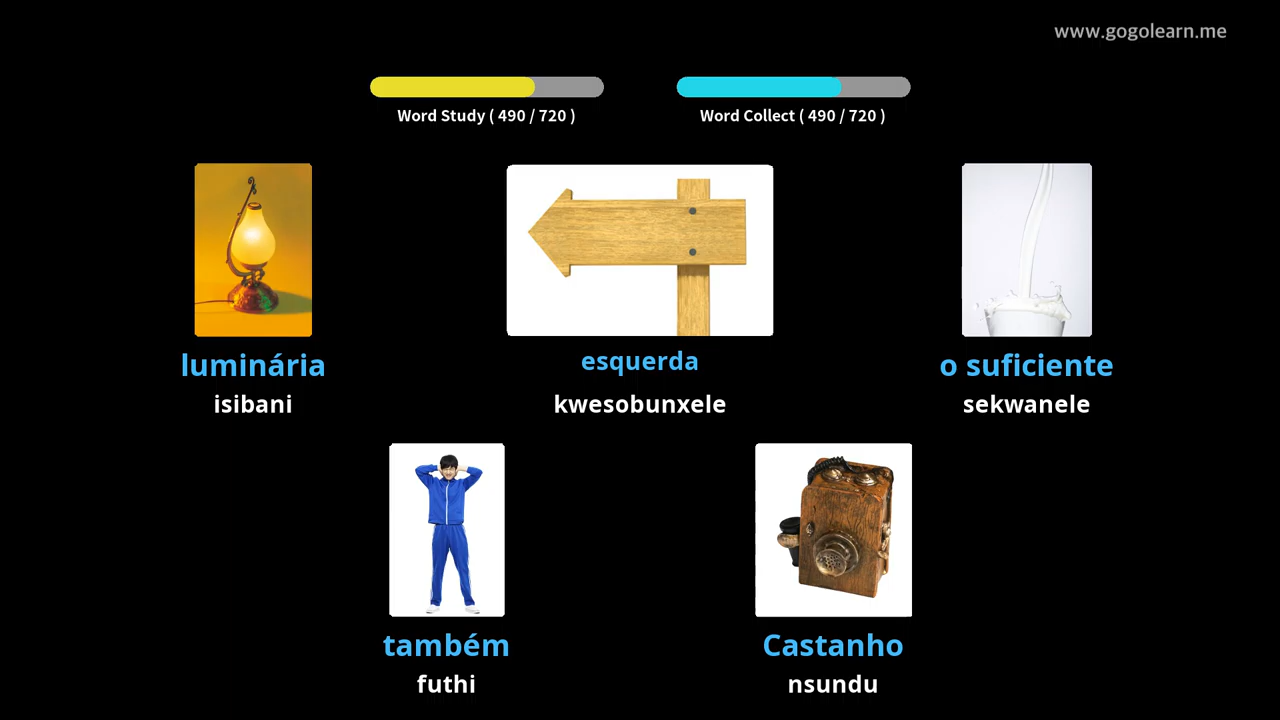 www.gogolearn.me
Word Study ( 490 / 720 )
Word Collect ( 490 / 720 )
luminária
isibani
esquerda
kwesobunxele
o suficiente
sekwanele
também
futhi
Castanho
nsundu